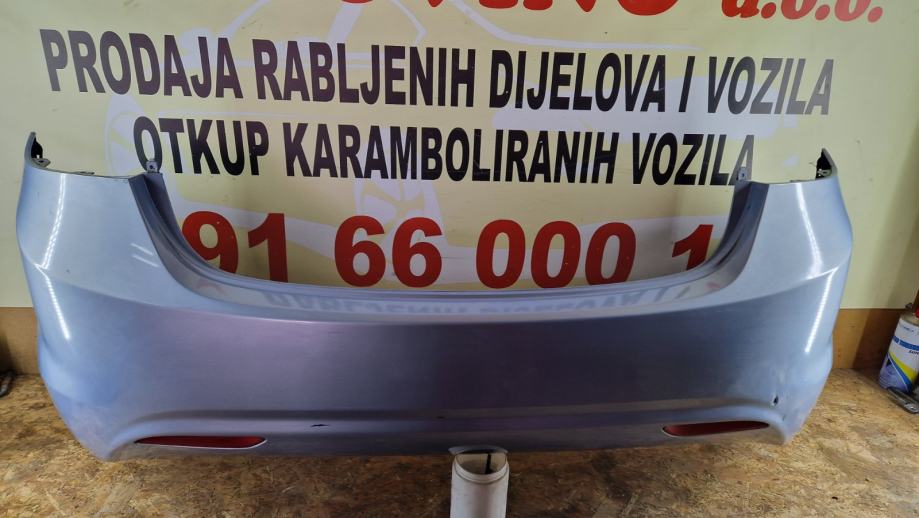 d.o.o.
PRODAJA RABLJENIH DIJELOVA I VOZILA
OTKUP KARAMBOLIRANIH VOZILA
91 66 000 1